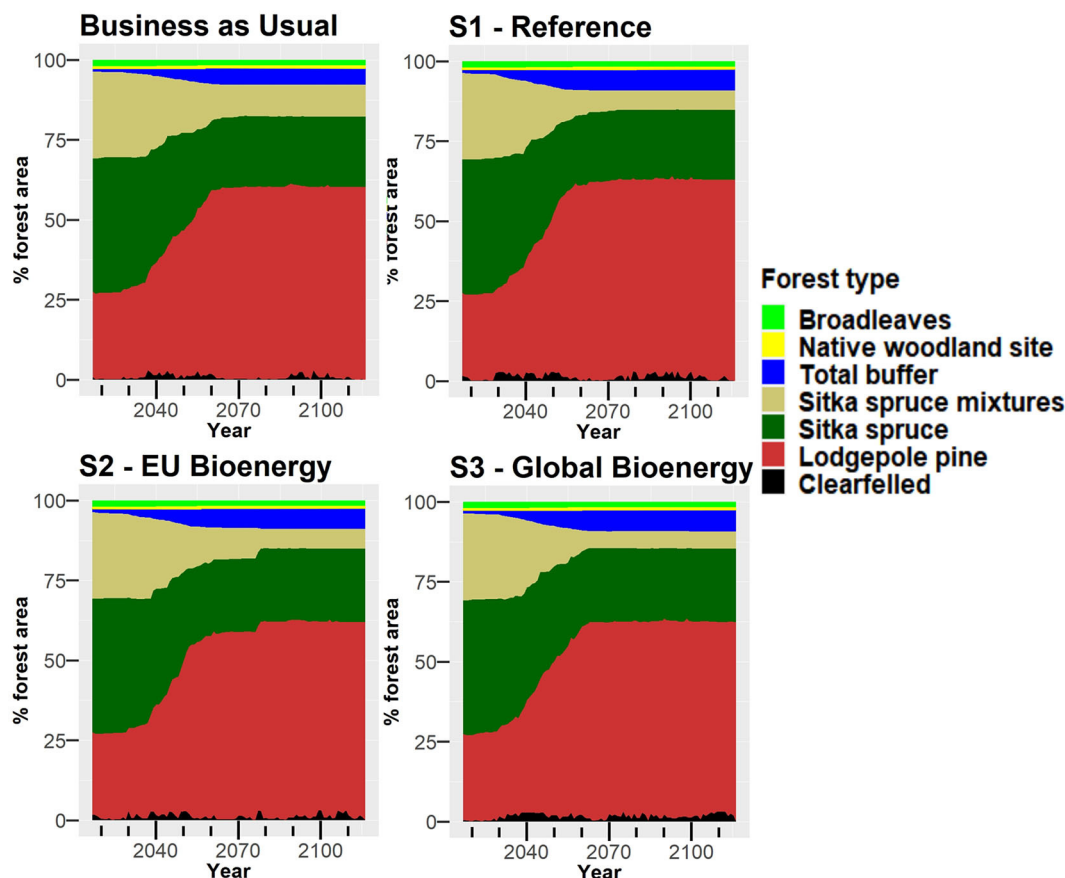 Business as Usual
S1 - Reference
100
75
50
25
0
% forest area
2040
2070
2100
Year
100
75
50
25
0
% forest area
2040
2070
2100
Year
Forest type
Broadleaves
Native woodland site
Total buffer
Sitka spruce mixtures
Sitka spruce
Lodgepole pine
Clearfelled
S2 - EU Bioenergy
S3 - Global Bioenergy
100
75
50
25
0
% forest area
2040
2070
2100
Year
100
75
50
25
0
% forest area
2040
2070
2100
Year